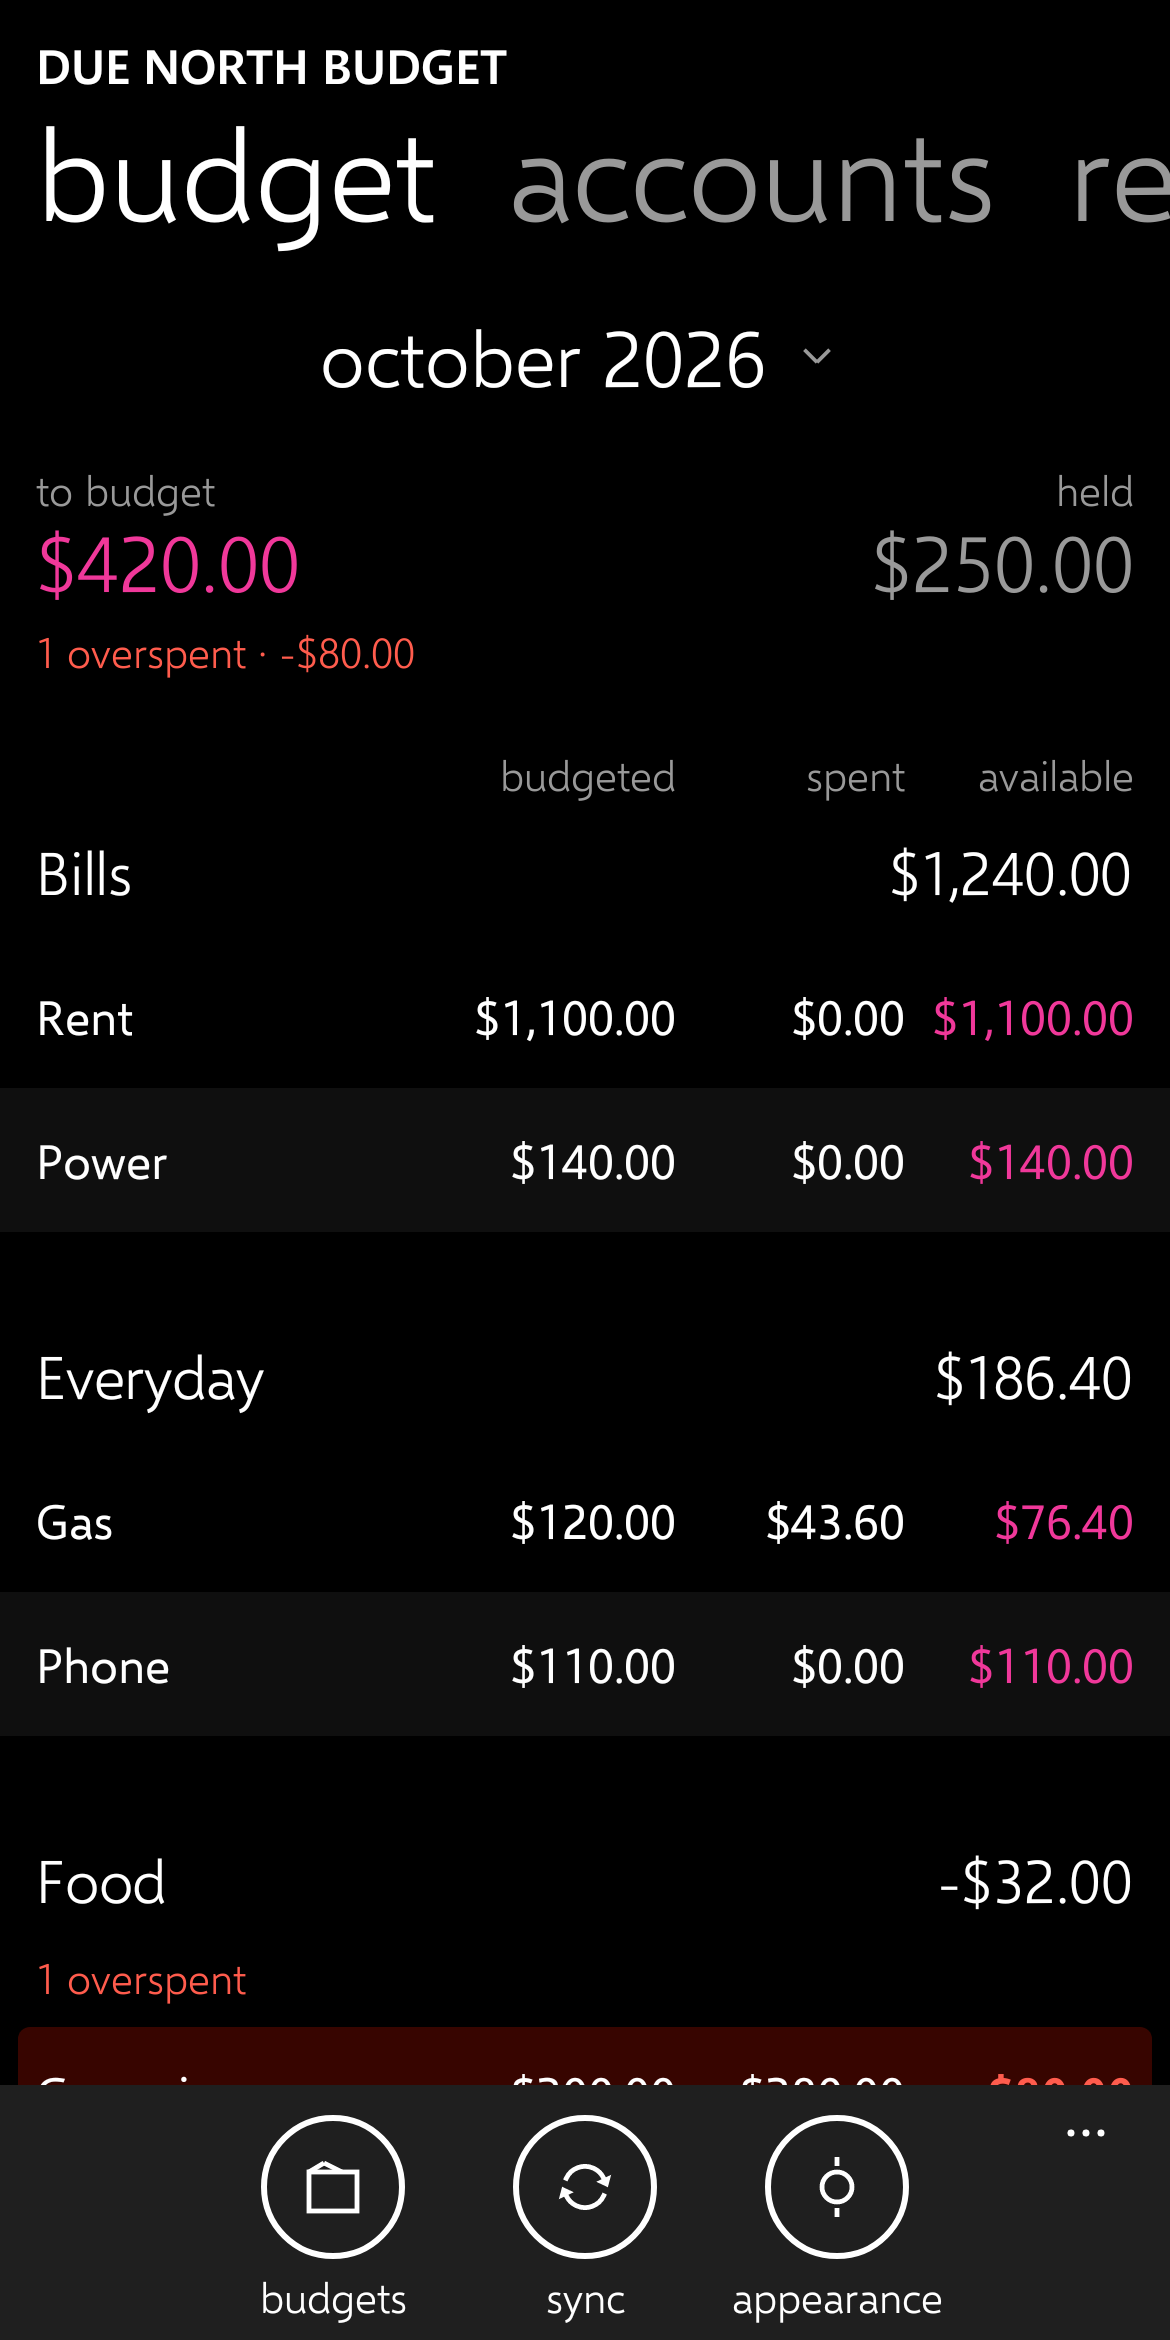 DUE NORTH BUDGET
budget accounts re
october 2026
to budget held
$420.00 $250.00
1 overspent · -$80.00
budgeted spent available
Bills $1,240.00
Rent $1,100.00 $0.00 $1,100.00
Power $140.00 $0.00 $140.00
Everyday $186.40
Gas $120.00 $43.60 $76.40
Phone $110.00 $0.00 $110.00
Food -$32.00
1 overspent
...
budgets sync appearance